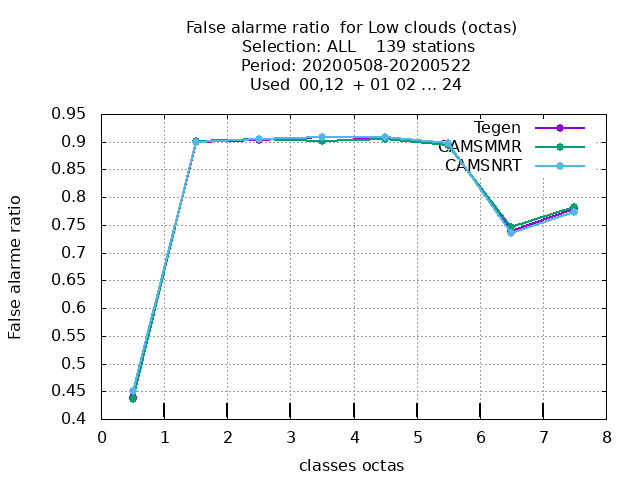 False alarme ratio  for Low clouds (octas)
Selection: ALL    139 stations
Period: 20200508-20200522
Used  00,12  + 01 02 ... 24
0.95
0.9
0.85
0.8
0.75
0.7
0.65
0.6
0.55
0.5
0.45
0.4
False alarme ratio
Tegen
CAMSMMR
CAMSNRT
0 1 2 3 4 5 6 7 8
classes octas